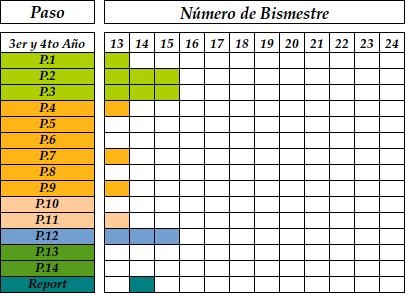 Paso Número de Bismestre
3er y 4to Año 13 14 15 16 17 18 19 20 21 22 23 24
P.1
P.2
P.3
P.4
P.5
P.6
P.7
P.8
P.9
P.10
P.11
P.12
P.13
P.14
Report